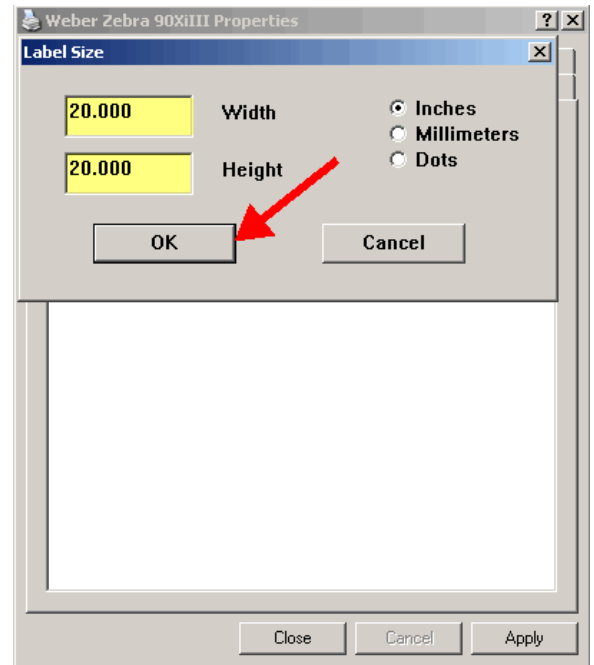 Weber Zebra 90XiIII Properties
Label Size
20.000 Width
Inches
Millimeters
20.000 Height
Dots
OK Cancel
Close Cancel Apply